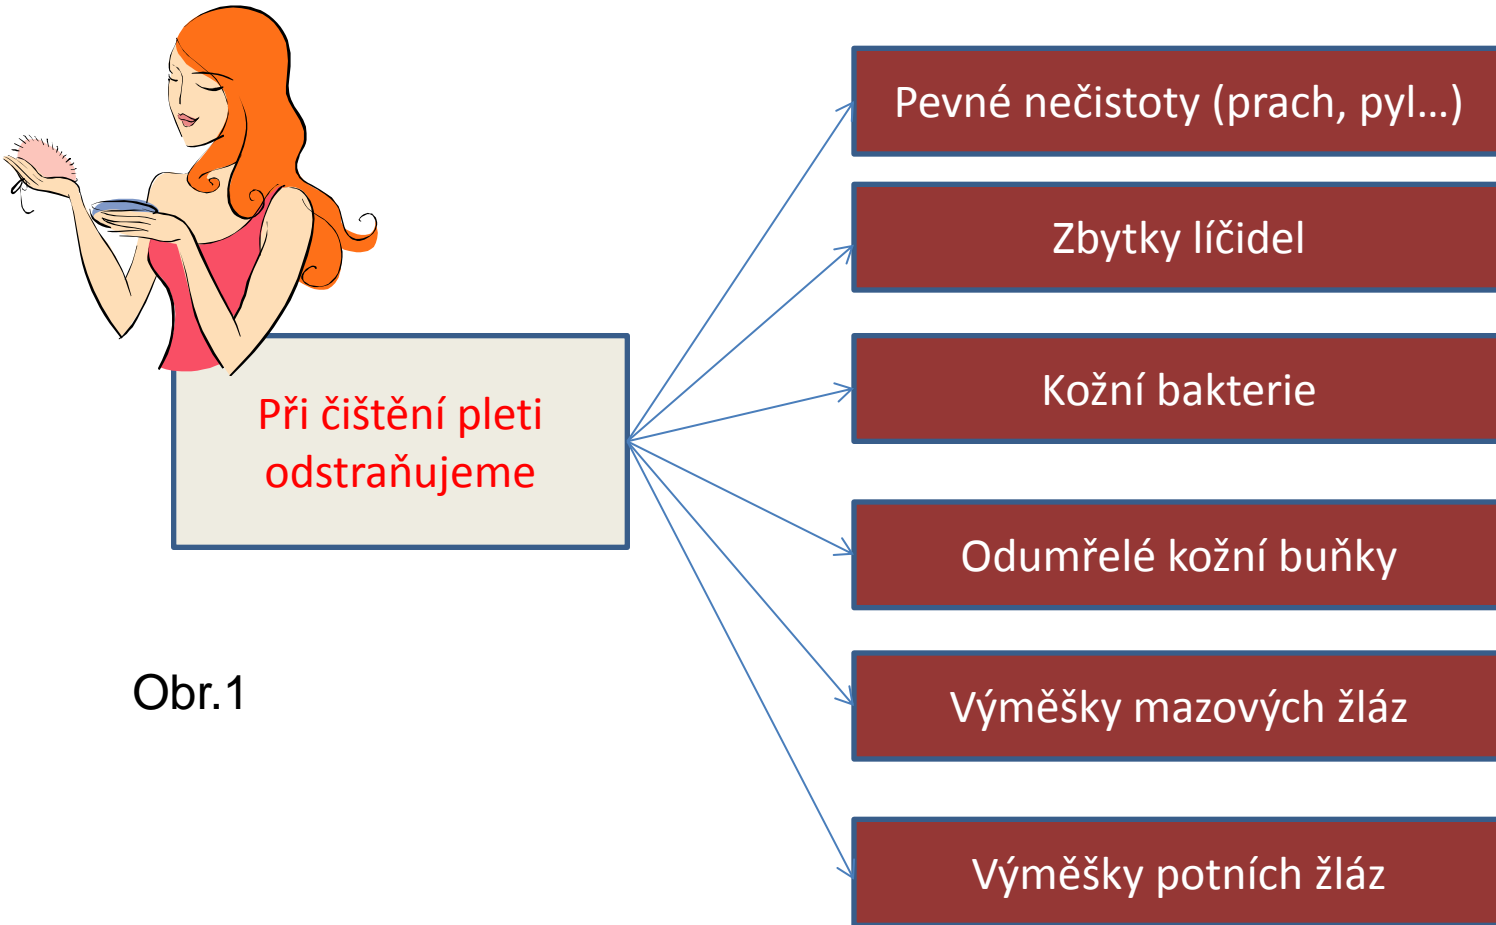 Pevné nečistoty (prach, pyl...)
Zbytky líčidel
Kožní bakterie
Při čištění pleti
odstraňujeme
Odumřelé kožní buňky
Obr.1
Výměšky mazových žláz
Výměšky potních žláz